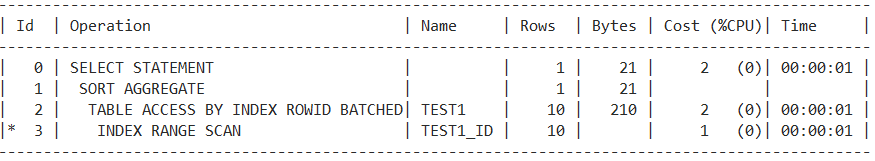 | Id  | Operation                            | Name     | Rows  | Bytes | Cost (%CPU)| Time     |
|   0 | SELECT STATEMENT                     |          |     1 |    21 |     2   (0)| 00:00:01 |
|   1 |  SORT AGGREGATE                      |          |     1 |    21 |            |          |
|   2 |   TABLE ACCESS BY INDEX ROWID BATCHED| TEST1    |    10 |   210 |     2   (0)| 00:00:01 |
|*  3 |    INDEX RANGE SCAN                  | TEST1_ID |    10 |       |     1   (0)| 00:00:01 |